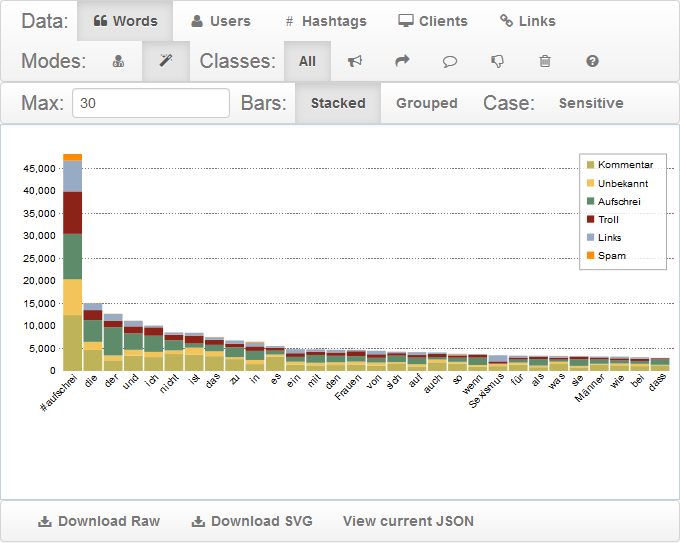 Data: Words Users # Hashtags Clients Links
Modes: Classes: All
Max: 30 Bars: Stacked Grouped Case: Sensitive
45,000
40,000
35,000
30,000
25,000
20,000
15,000
10,000
5,000
0
Kommentar
Unbekannt
Aufschrei
Troll
Links
Spam
#aufschrei die der und ich nicht ist das zu in es ein mit den Frauen von sich auf auch so wenn Sexismus für als was sie Männer wie bei dass
Download Raw Download SVG View current JSON